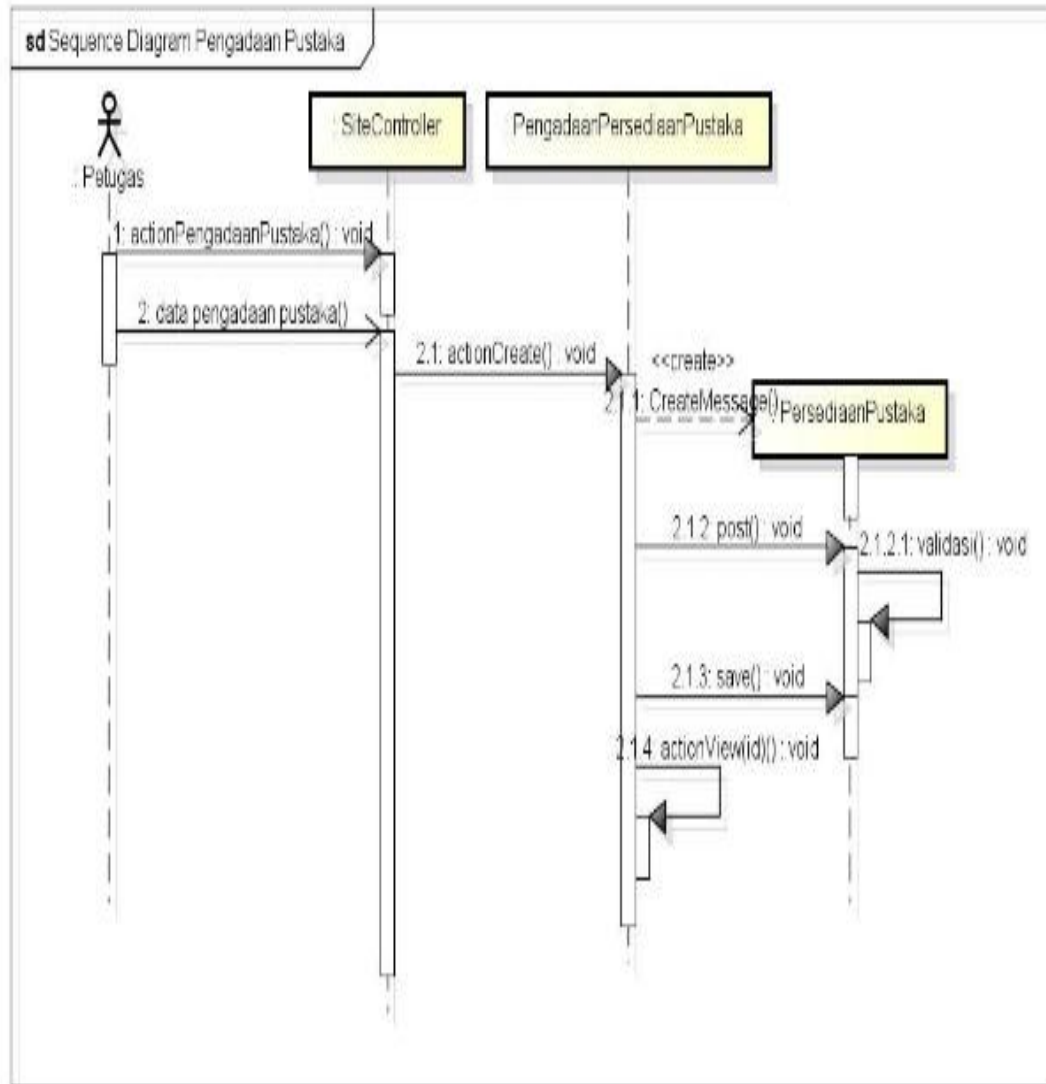 sd Sequence Diagram Pengadaan Pustaka
: Petugas
SiteController
PengadaanPersediaanPustaka
1: actionPengadaanPustaka() : void
2: data pengadaan pustaka()
2.1: actionCreate() : void
<<create>>
2.1.1: CreateMessage()
: PersediaanPustaka
2.1.2: post() : void
2.1.2.1: validasi() : void
2.1.3: save() : void
2.1.4: actionView(id)() : void